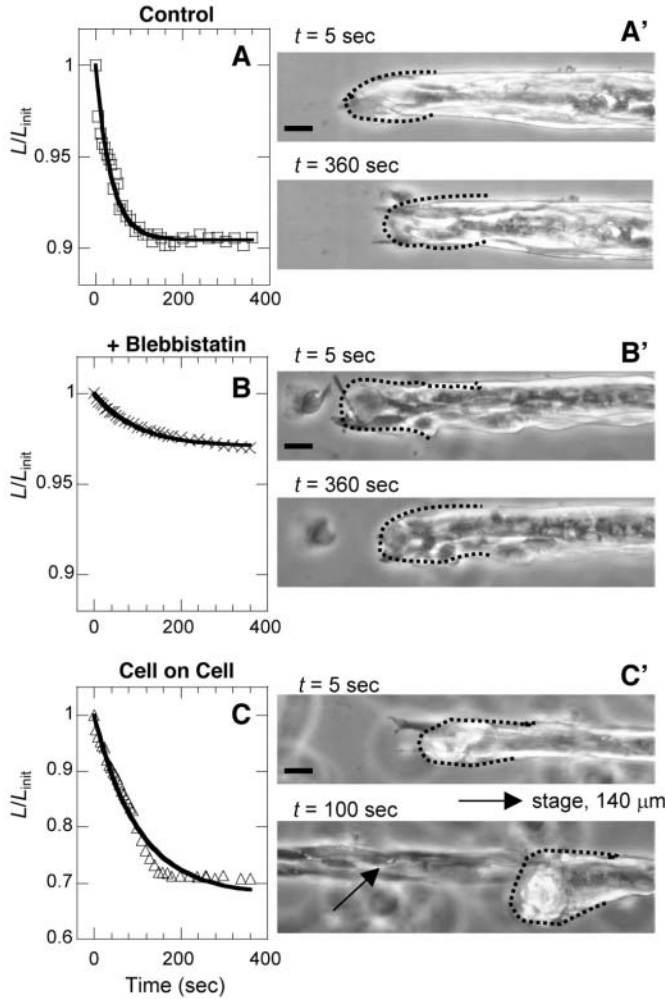 Control
A
A'
t = 5 sec
t = 360 sec
L/Linit
1
0.95
0.9
0
200
400
+ Blebbistatin
B
B'
t = 5 sec
t = 360 sec
L/Linit
1
0.95
0.9
0
200
400
Cell on Cell
C
C'
t = 5 sec
stage, 140 μm
t = 100 sec
L/Linit
1
0.9
0.8
0.7
0.6
0
200
400
Time (sec)